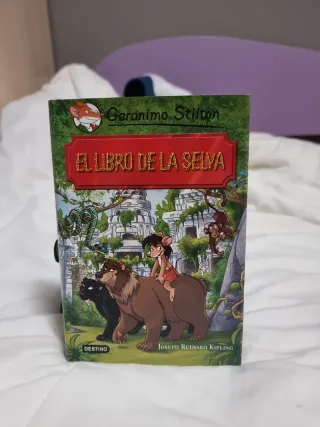 Geronimo Stilton
EL LIBRO DE LA SELVA
DESTINO
JOSEPH RUDYARD KIPLING